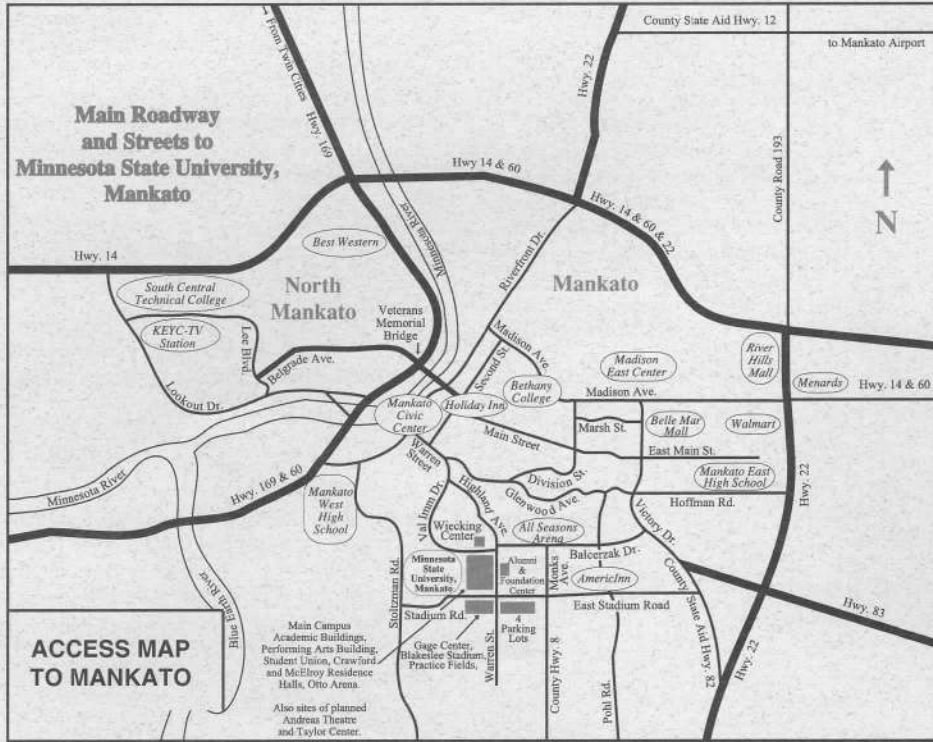 County State Aid Hwy. 12
to Mankato Airport
From Twin Cities
Hwy. 169
Hwy. 22
Main Roadway
and Streets to
Minnesota State University,
Mankato
County Road 193
N
Hwy 14 & 60
Hwy. 14 & 60 & 22
Minnesota River
Minnesota River
Riverfront Dr.
Best Western
Hwy. 14
South Central
Technical College
North
Mankato
Mankato
KEYC-TV
Station
Lee Blvd
Veterans
Memorial
Bridge
Belgrade Ave.
Second St.
Madison Ave.
Madison
East Center
River
Hills
Mall
Menards
Hwy. 14 & 60
Bethany
College
Madison Ave.
Lookout Dr.
Mankato
Civic
Center
Holiday Inn
Marsh St.
Belle Mar
Mall
Walmart
Main Street
East Main St.
Warren
Street
Division St.
Mankato East
High School
Minnesota River
Hwy. 169 & 60
Mankato
West
High
School
Val Imm Dr.
Highland Ave
Glenwood Ave.
Hoffman Rd.
Hwy. 22
Victory Dr.
Wiecking
Center
All Seasons
Arena
Balcerzak Dr.
Minnesota
State
University,
Mankato
Alumni
&
Foundation
Center
Monks
Ave.
AmericInn
County State Aid Hwy. 82
Stoltzman Rd.
Stadium Rd.
East Stadium Road
Hwy. 83
Blue Earth River
Main Campus
Academic Buildings,
Performing Arts Building,
Student Union, Crawford
and McElroy Residence
Halls, Otto Arena.
Also sites of planned
Andreas Theatre
and Taylor Center.
Gage Center,
Blakeslee Stadium,
Practice Fields,
Warren St.
4
Parking
Lots
County Hwy. 8
Pohl Rd.
Hwy. 22
ACCESS MAP
TO MANKATO